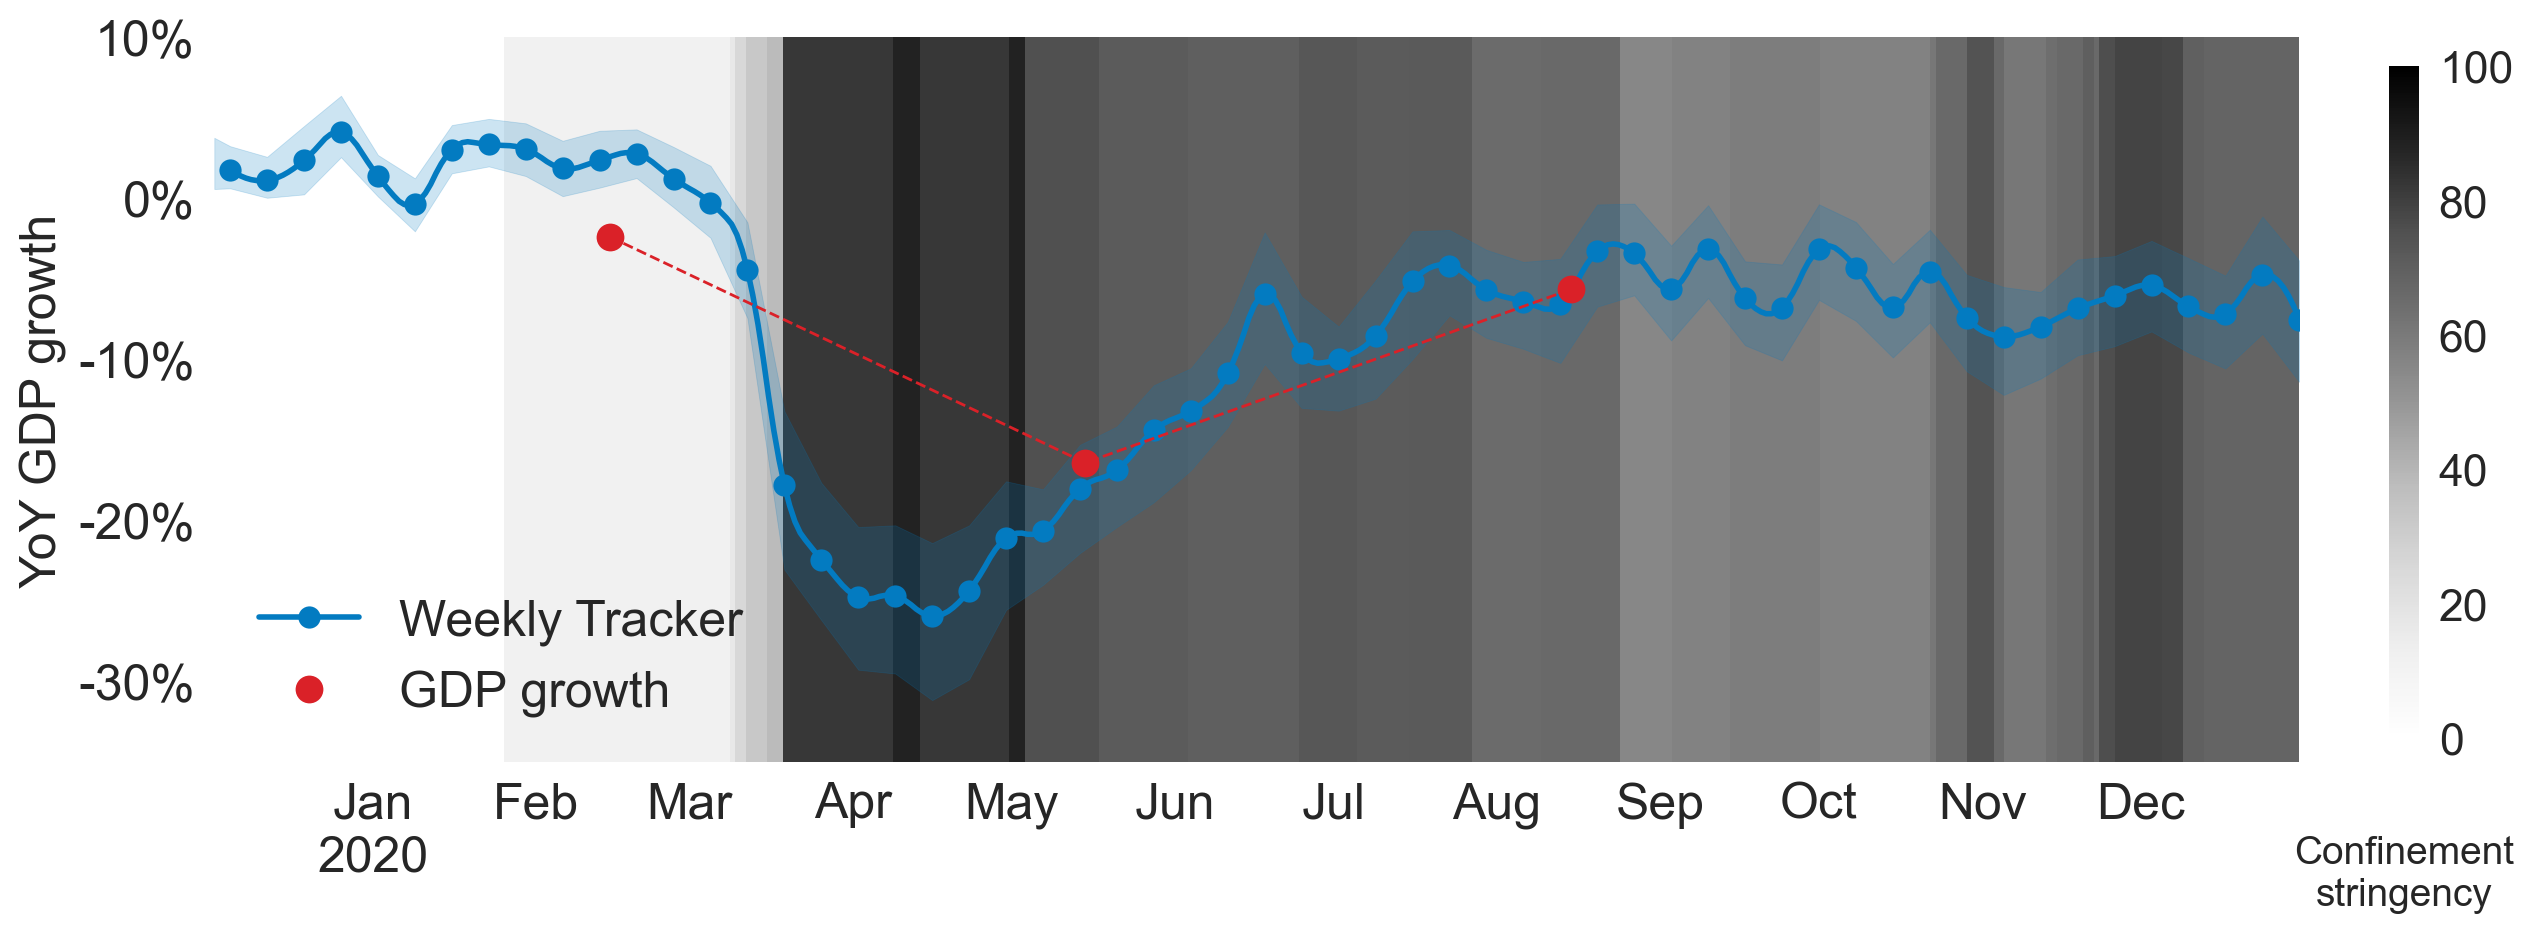 10%
0%
-10%
-20%
-30%
YoY GDP growth
Weekly Tracker
GDP growth
Jan Feb Mar Apr May Jun Jul Aug Sep Oct Nov Dec
2020
100
80
60
40
20
0
Confinement
stringency